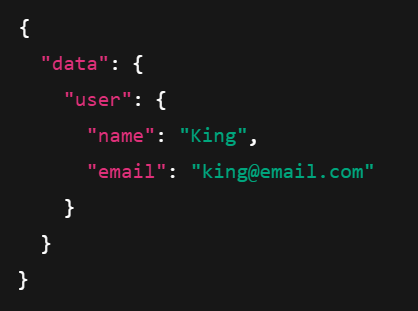 {
  "data": {
    "user": {
      "name": "King",
      "email": "king@email.com"
    }
  }
}